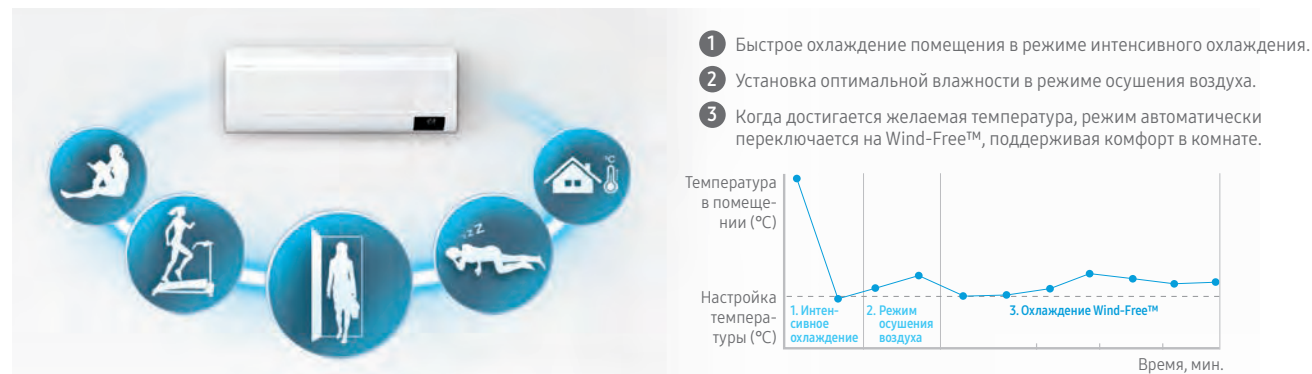 1 Быстрое охлаждение помещения в режиме интенсивного охлаждения.
2 Установка оптимальной влажности в режиме осушения воздуха.
3 Когда достигается желаемая температура, режим автоматически
переключается на Wind-Free™, поддерживая комфорт в комнате.
°C
zzZ
Температура
в помеще-
нии (°C)
Настройка
темпера-
туры (°C)
1. Интен-
сивное
охлаждение
2. Режим
осушения
воздуха
3. Охлаждение Wind-Free™
Время, мин.